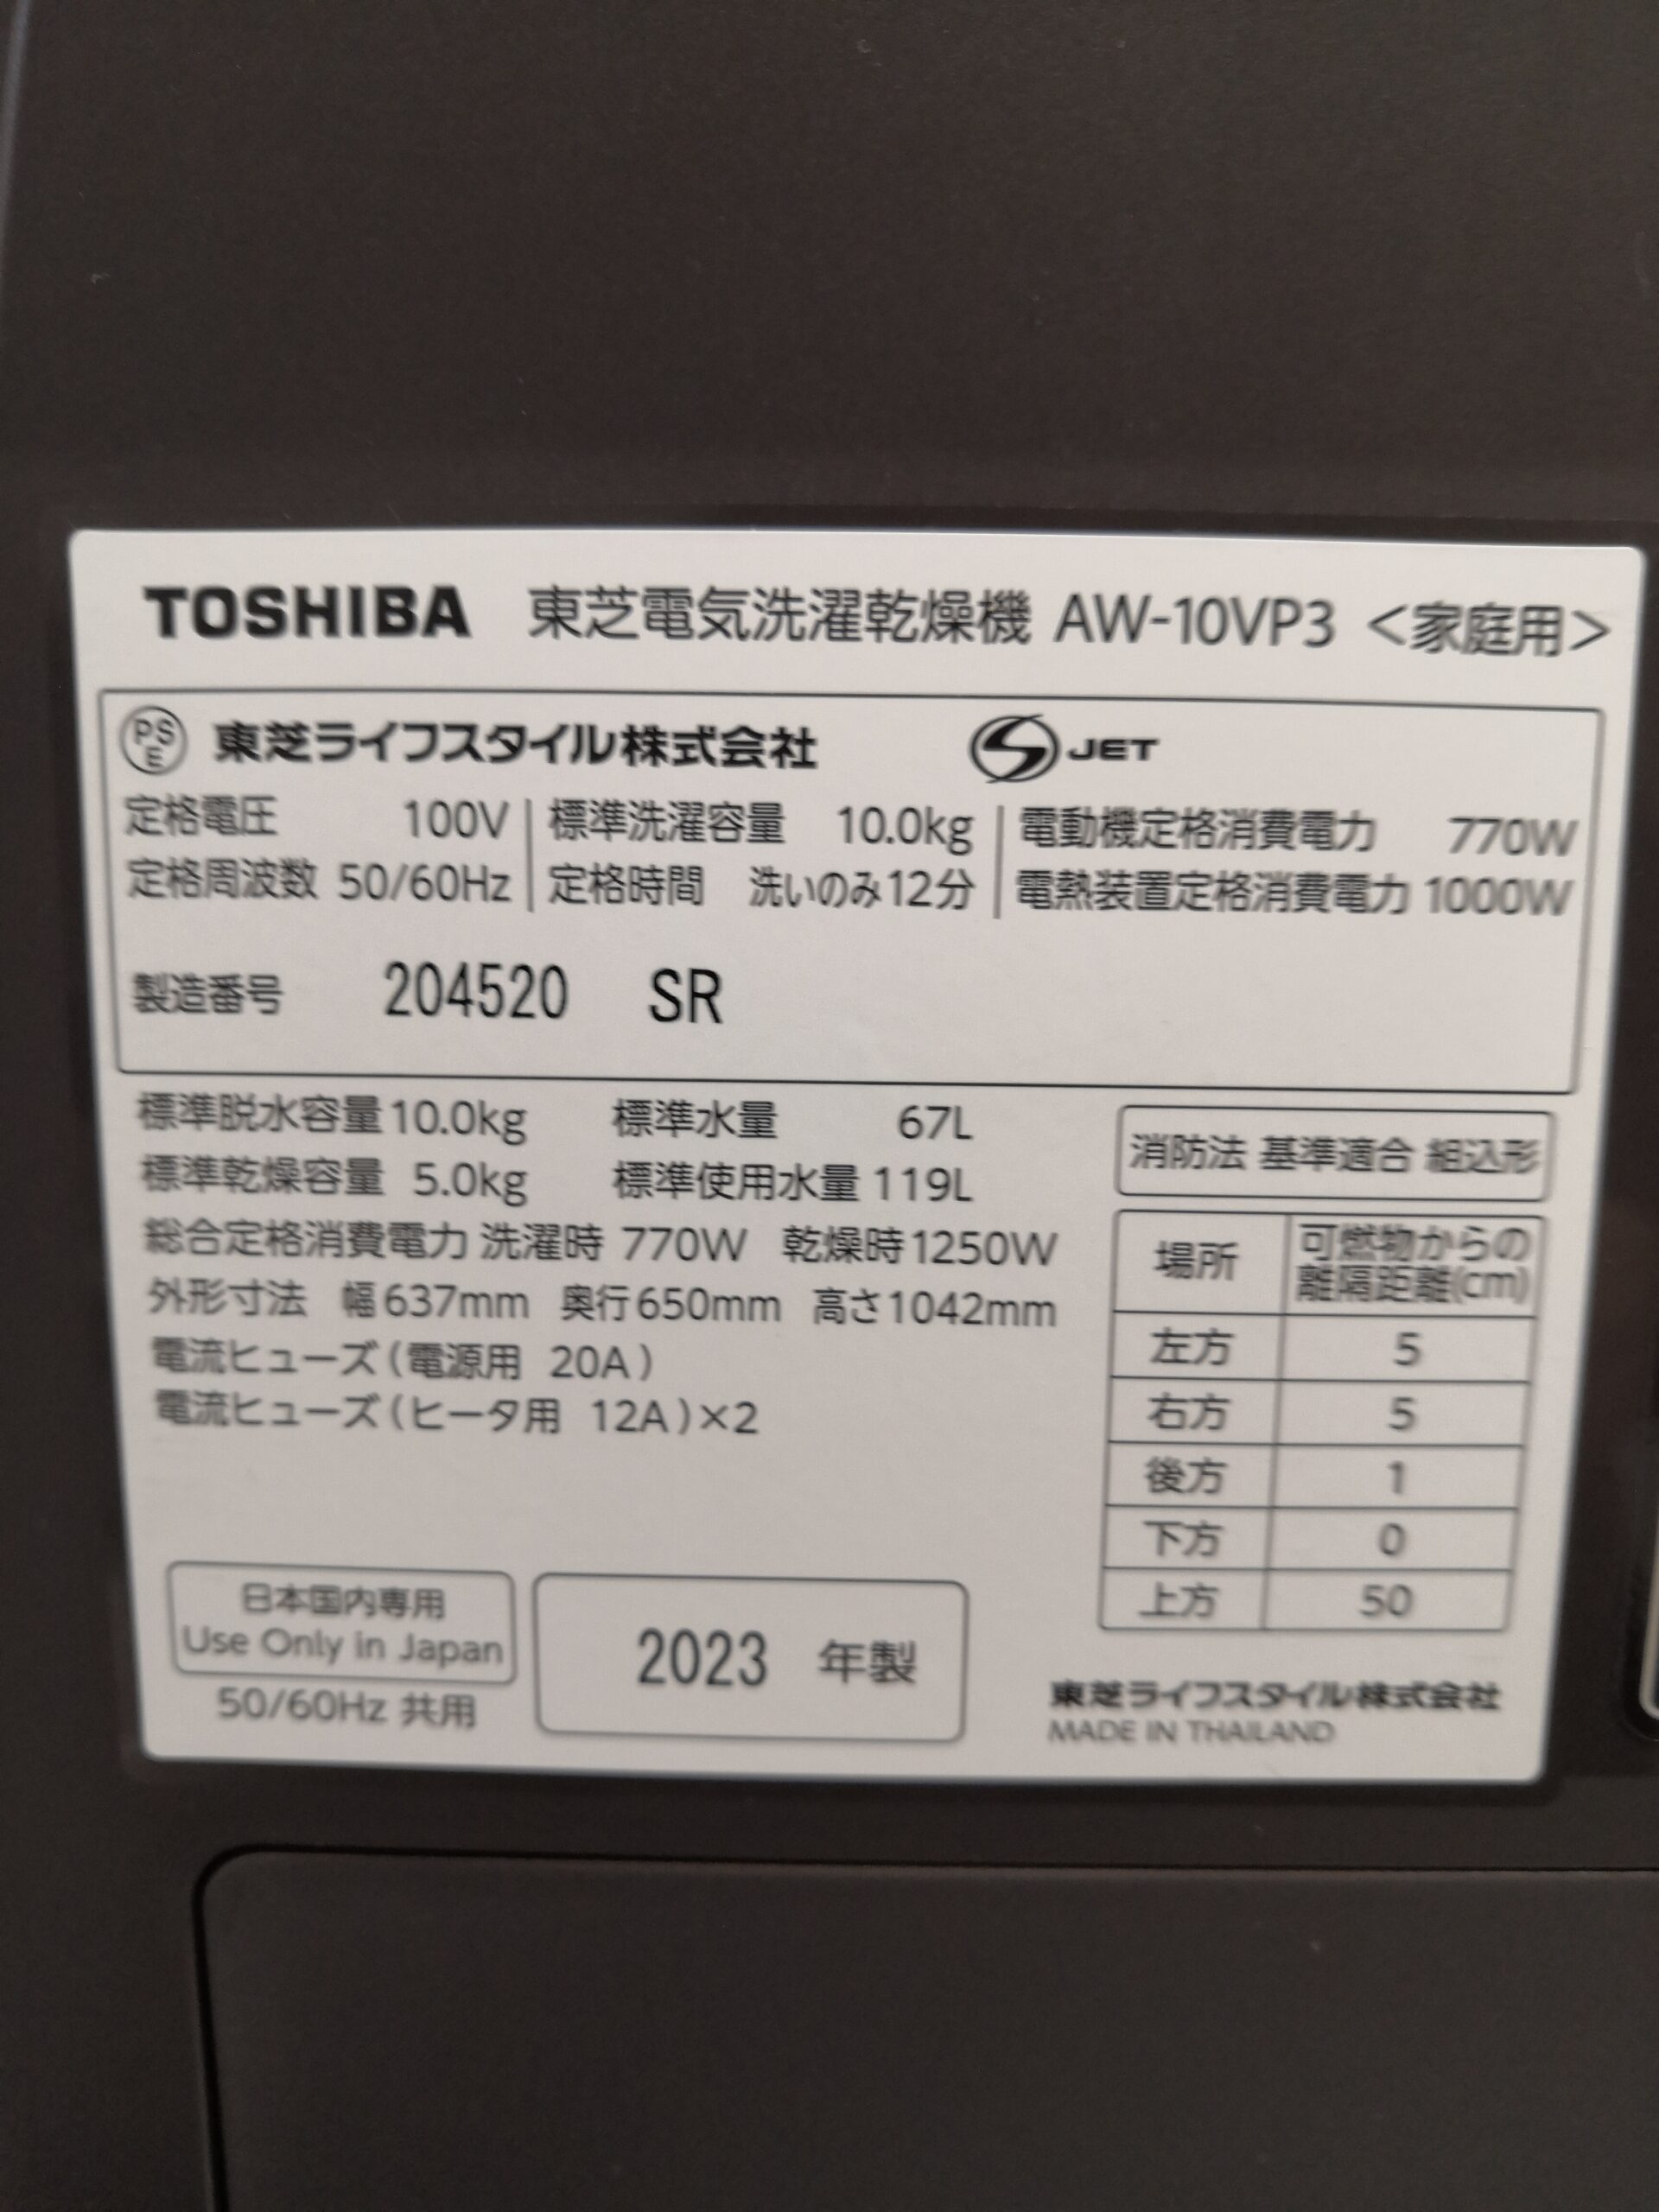 TOSHIBA 東芝電気洗濯乾燥機 AW-10VP3 <家庭用>
PSE 東芝ライフスタイル株式会社 S JET
定格電圧 100V 標準洗濯容量 10.0kg 電動機定格消費電力 770W
定格周波数 50/60Hz 定格時間 洗いのみ12分 電熱装置定格消費電力 1000W
製造番号 204520 SR
標準脱水容量 10.0kg 標準水量 67L
標準乾燥容量 5.0kg 標準使用水量 119L
総合定格消費電力 洗濯時 770W 乾燥時 1250W
外形寸法 幅637mm 奥行650mm 高さ1042mm
電流ヒューズ(電源用 20A)
電流ヒューズ(ヒータ用 12A)×2
消防法 基準適合 組込形
場所 可燃物からの
離隔距離(cm)
左方 5
右方 5
後方 1
下方 0
上方 50
日本国内専用
Use Only in Japan
50/60Hz 共用
2023 年製
東芝ライフスタイル株式会社
MADE IN THAILAND